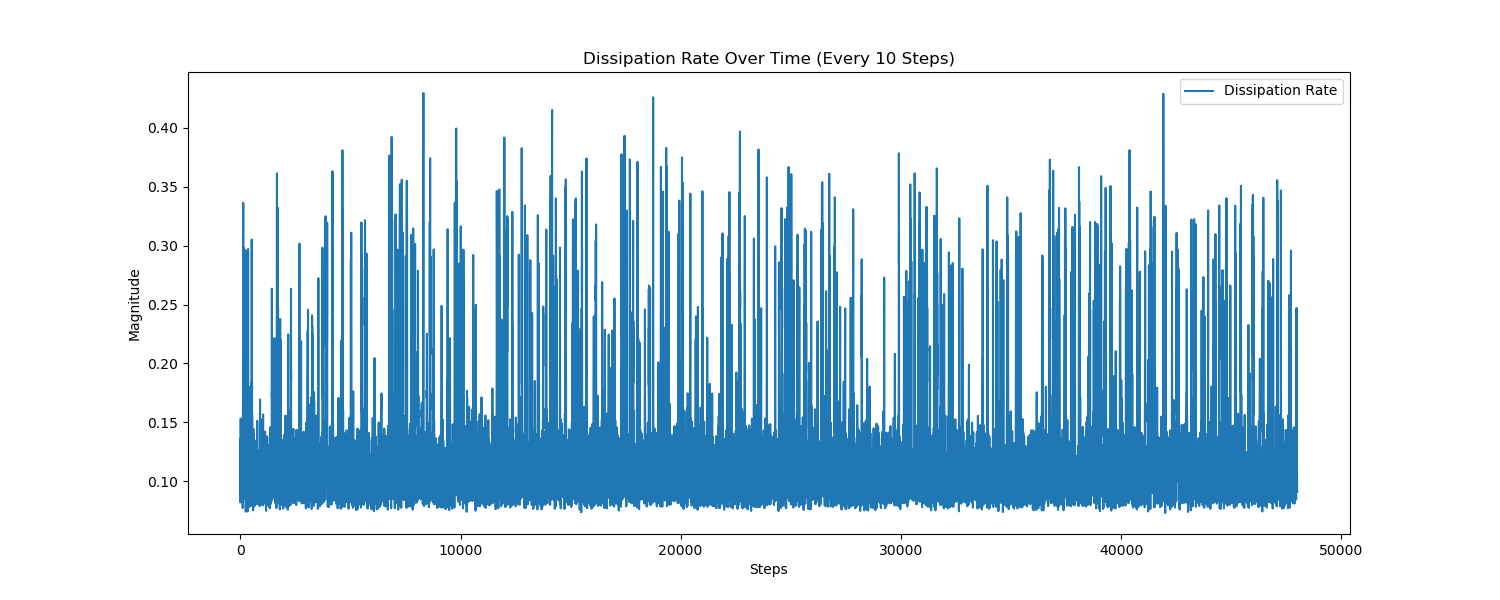 Dissipation Rate Over Time (Every 10 Steps)
Dissipation Rate
0.40
0.35
0.30
0.25
0.20
0.15
0.10
Magnitude
0 10000 20000 30000 40000 50000
Steps